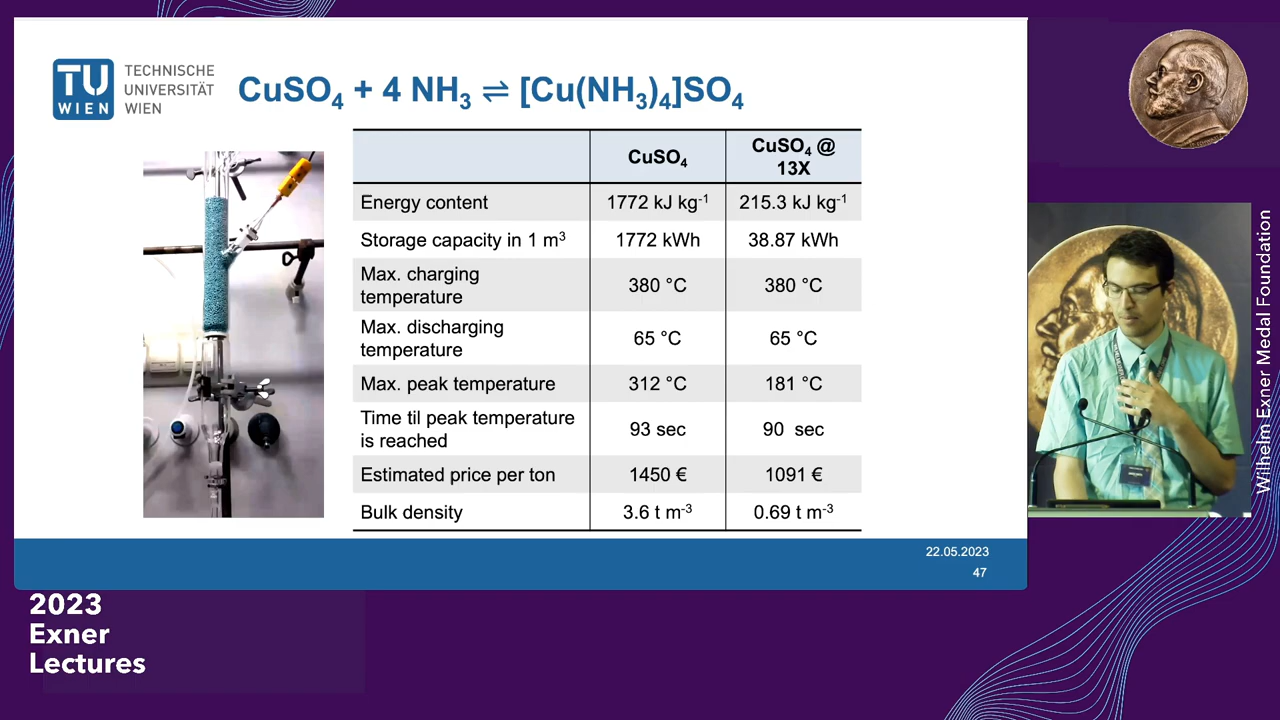 TU
WIEN
TECHNISCHE
UNIVERSITÄT
WIEN
CuSO₄ + 4 NH₃ ⇌ [Cu(NH₃)₄]SO₄
CuSO₄
CuSO₄ @
13X
Energy content 1772 kJ kg⁻¹ 215.3 kJ kg⁻¹
Storage capacity in 1 m³ 1772 kWh 38.87 kWh
Max. charging
temperature 380 °C 380 °C
Max. discharging
temperature 65 °C 65 °C
Max. peak temperature 312 °C 181 °C
Time til peak temperature
is reached 93 sec 90 sec
Estimated price per ton 1450 € 1091 €
Bulk density 3.6 t m⁻³ 0.69 t m⁻³
22.05.2023
47
2023
Exner
Lectures
Wilhelm Exner Medal Foundation